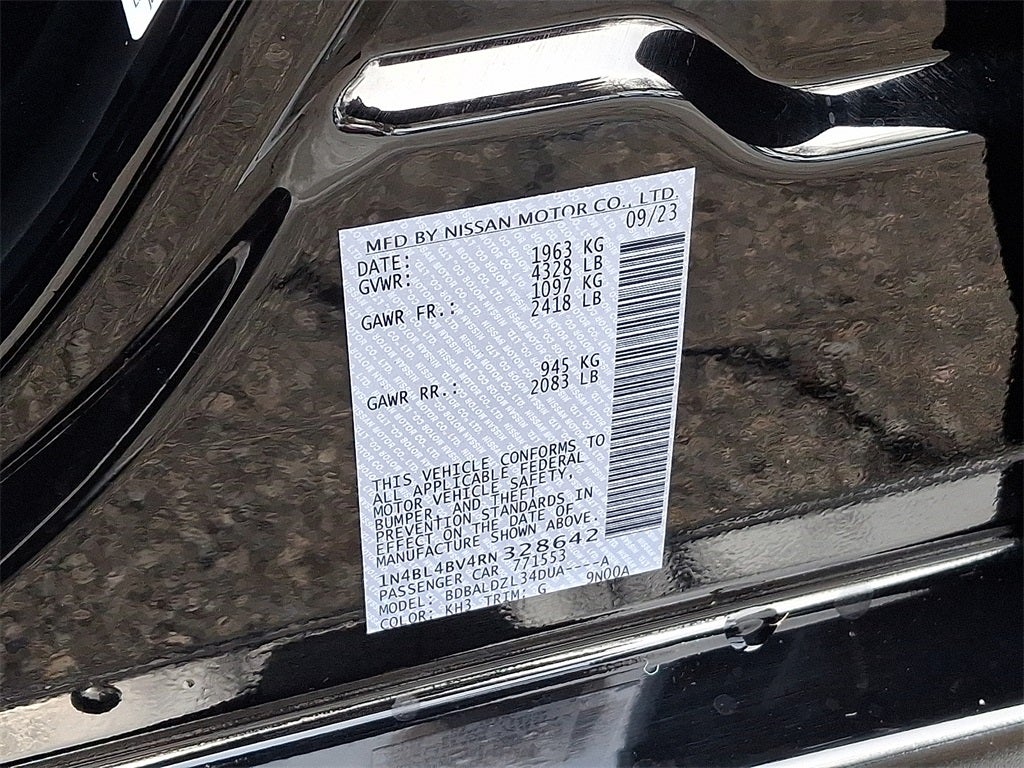 MFD BY NISSAN MOTOR CO., LTD.
DATE: 09/23
GVWR: 1963 KG
4328 LB
GAWR FR.: 1097 KG
2418 LB
GAWR RR.: 945 KG
2083 LB
THIS VEHICLE CONFORMS TO
ALL APPLICABLE FEDERAL
MOTOR VEHICLE SAFETY,
BUMPER, AND THEFT
PREVENTION STANDARDS IN
EFFECT ON THE DATE OF
MANUFACTURE SHOWN ABOVE.
1N4BL4BV4RN328642
PASSENGER CAR 771553
MODEL: BDBALDZL34DUA----A
COLOR: KH3 TRIM: G 9N00A